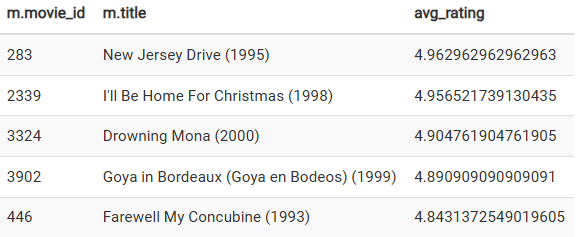 m.movie_id m.title avg_rating
283 New Jersey Drive (1995) 4.962962962962963
2339 I'll Be Home For Christmas (1998) 4.956521739130435
3324 Drowning Mona (2000) 4.904761904761905
3902 Goya in Bordeaux (Goya en Bodeos) (1999) 4.890909090909091
446 Farewell My Concubine (1993) 4.8431372549019605